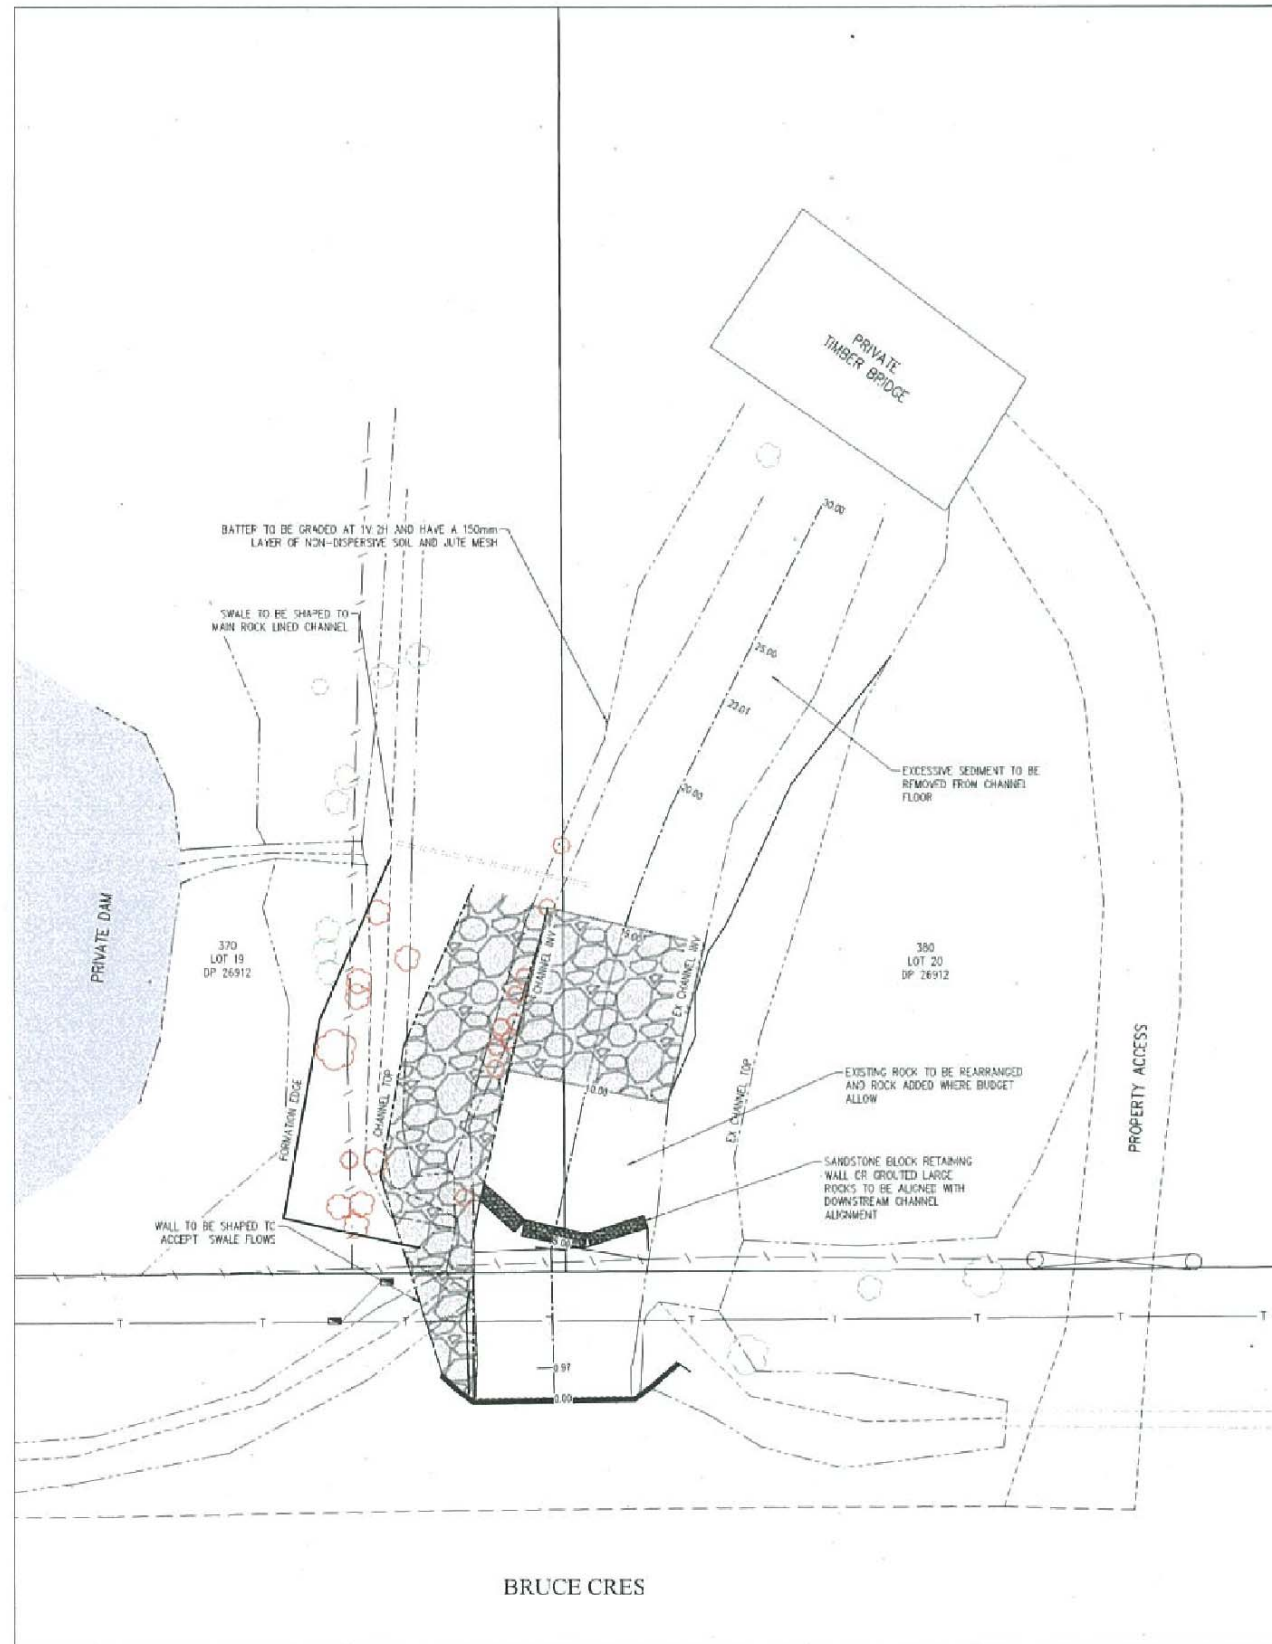 PRIVATE
TIMBER BRIDGE
30.00
BATTER TO BE GRADED AT 1V:2H AND HAVE A 150mm
LAYER OF NON-DISPERSIVE SOIL AND JUTE MESH
SWALE TO BE SHAPED TO
MAIN ROCK LINED CHANNEL
25.00
22.01
20.00
EXCESSIVE SEDIMENT TO BE
REMOVED FROM CHANNEL
FLOOR
PRIVATE DAM
370
LOT 19
DP 26912
15.00
CHANNEL INV
EX CHANNEL INV
380
LOT 20
DP 26912
10.00
FORMATION EDGE
CHANNEL TOP
EX CHANNEL TOP
EXISTING ROCK TO BE REARRANGED
AND ROCK ADDED WHERE BUDGET
ALLOW
PROPERTY ACCESS
SANDSTONE BLOCK RETAINING
WALL OR GROUTED LARGE
ROCKS TO BE ALIGNED WITH
DOWNSTREAM CHANNEL
ALIGNMENT
WALL TO BE SHAPED TO
ACCEPT SWALE FLOWS
T T T T T T T T
0.97
0.00
BRUCE CRES